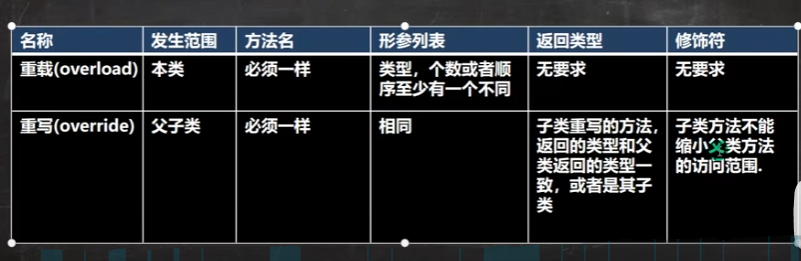 名称 发生范围 方法名 形参列表 返回类型 修饰符
重载(overload) 本类 必须一样 类型，个数或者顺 无要求 无要求
序至少有一个不同
重写(override) 父子类 必须一样 相同 子类重写的方法， 子类方法不能
返回的类型和父 缩小父类方法
类返回的类型一 的访问范围.
致，或者是其子
类